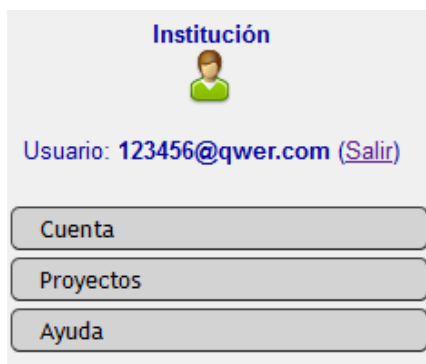 Institución
Usuario: 123456@qwer.com (Salir)
Cuenta
Proyectos
Ayuda